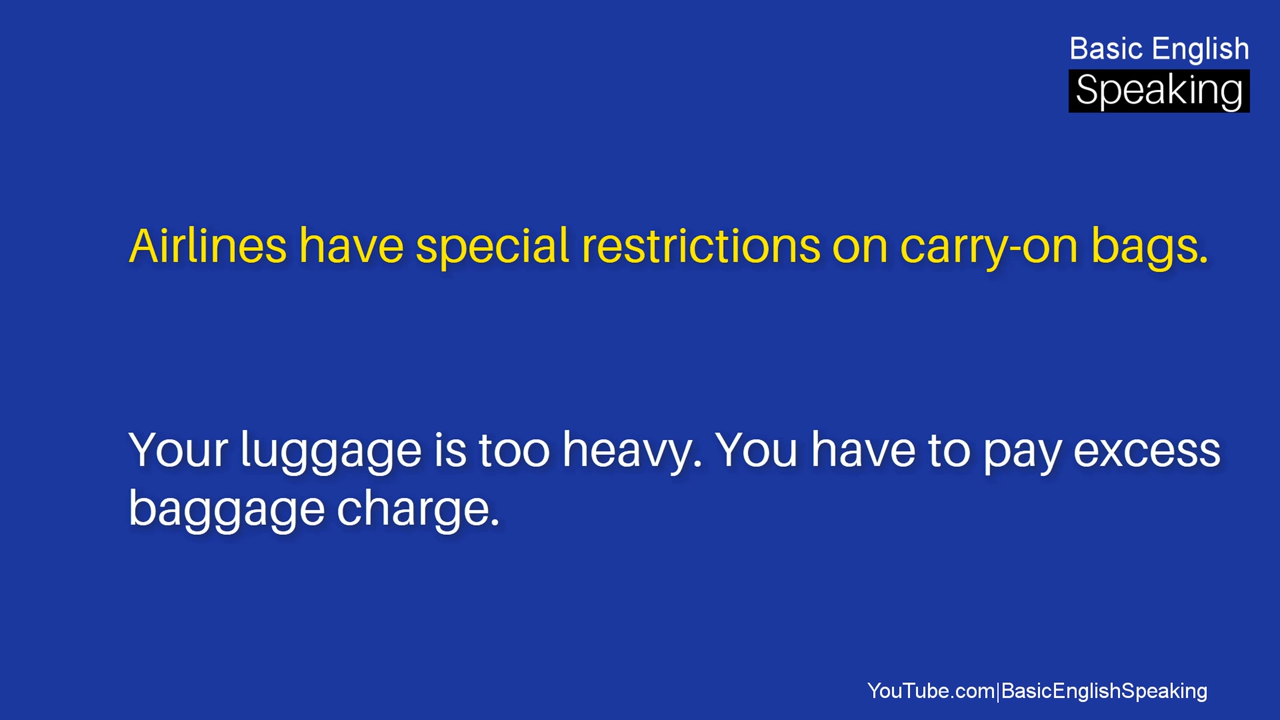 Basic English
Speaking
Airlines have special restrictions on carry-on bags.
Your luggage is too heavy. You have to pay excess
baggage charge.
YouTube.com|BasicEnglishSpeaking